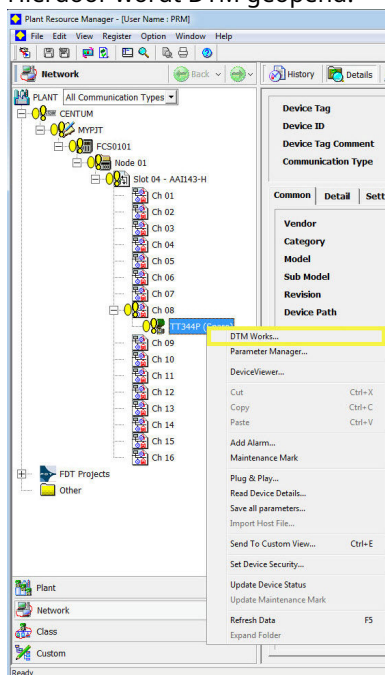 Hierdoor wordt DTM geopend.
Plant Resource Manager - [User Name : PRM]
File Edit View Register Option Window Help
Network Back History Details
PLANT All Communication Types
CENTUM
MYPJT
FCS0101
Node 01
Slot 04 - AAI143-H
Ch 01
Ch 02
Ch 03
Ch 04
Ch 05
Ch 06
Ch 07
Ch 08
TT344P
Ch 09
Ch 10
Ch 11
Ch 12
Ch 13
Ch 14
Ch 15
Ch 16
FDT Projects
Other
Device Tag
Device ID
Device Tag Comment
Communication Type
Common Detail Sett
Vendor
Category
Model
Sub Model
Revision
Device Path
DTM Works...
Parameter Manager...
DeviceViewer...
Cut Ctrl+X
Copy Ctrl+C
Paste Ctrl+V
Add Alarm...
Maintenance Mark
Plug & Play...
Read Device Details...
Save all parameters...
Import Host File...
Send To Custom View... Ctrl+E
Set Device Security...
Update Device Status
Update Maintenance Mark
Refresh Data F5
Expand Folder
Plant
Network
Class
Custom
Ready